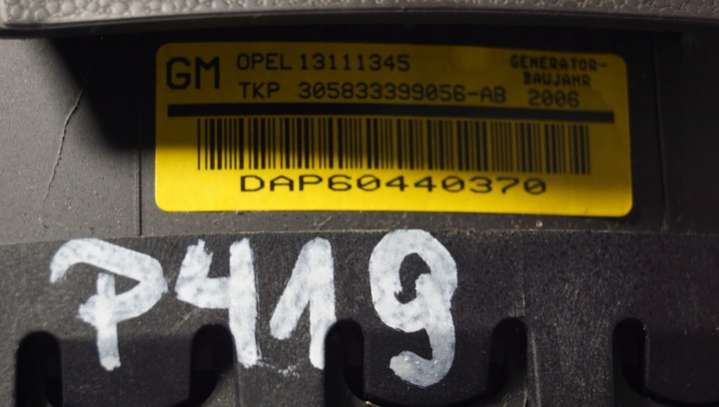 GM OPEL 13111345 GENERATOR-
BAUJAHR
TKP 305833399056-AB 2006
DAP60440370
P419